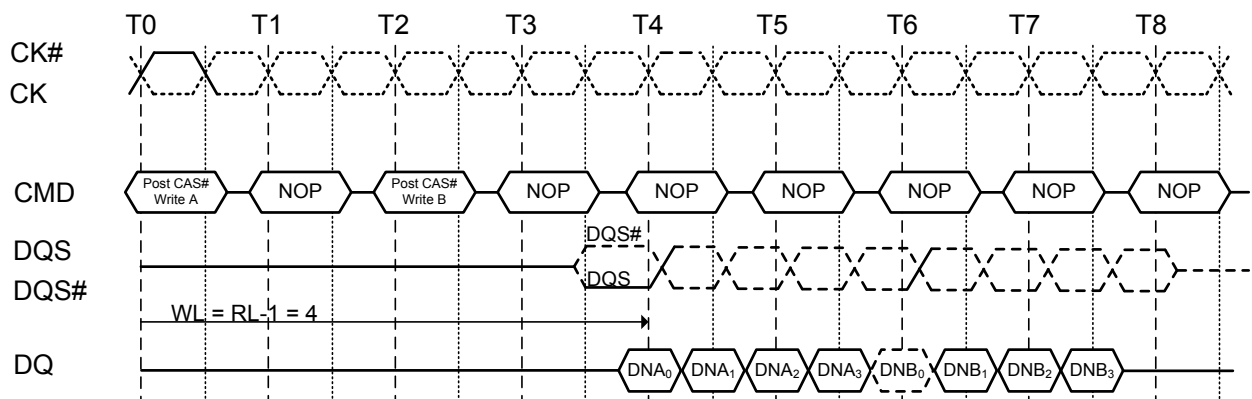 T0 T1 T2 T3 T4 T5 T6 T7 T8
CK#
CK
CMD Post CAS# Write A NOP Post CAS# Write B NOP NOP NOP NOP NOP NOP
DQS DQS#
DQS# DQS
WL = RL-1 = 4
DQ DNA₀ DNA₁ DNA₂ DNA₃ DNB₀ DNB₁ DNB₂ DNB₃